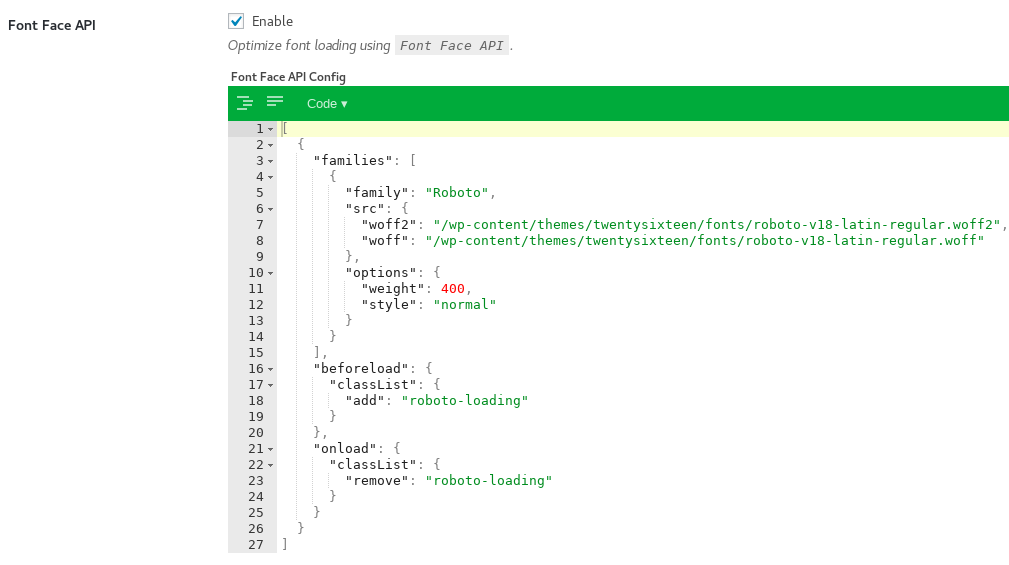 Font Face API
Enable
Optimize font loading using Font Face API.
Font Face API Config
Code ▾
1 [
2   {
3     "families": [
4       {
5         "family": "Roboto",
6         "src": {
7           "woff2": "/wp-content/themes/twentysixteen/fonts/roboto-v18-latin-regular.woff2",
8           "woff": "/wp-content/themes/twentysixteen/fonts/roboto-v18-latin-regular.woff"
9         },
10         "options": {
11           "weight": 400,
12           "style": "normal"
13         }
14       }
15     ],
16     "beforeload": {
17       "classList": {
18         "add": "roboto-loading"
19       }
20     },
21     "onload": {
22       "classList": {
23         "remove": "roboto-loading"
24       }
25     }
26   }
27 ]